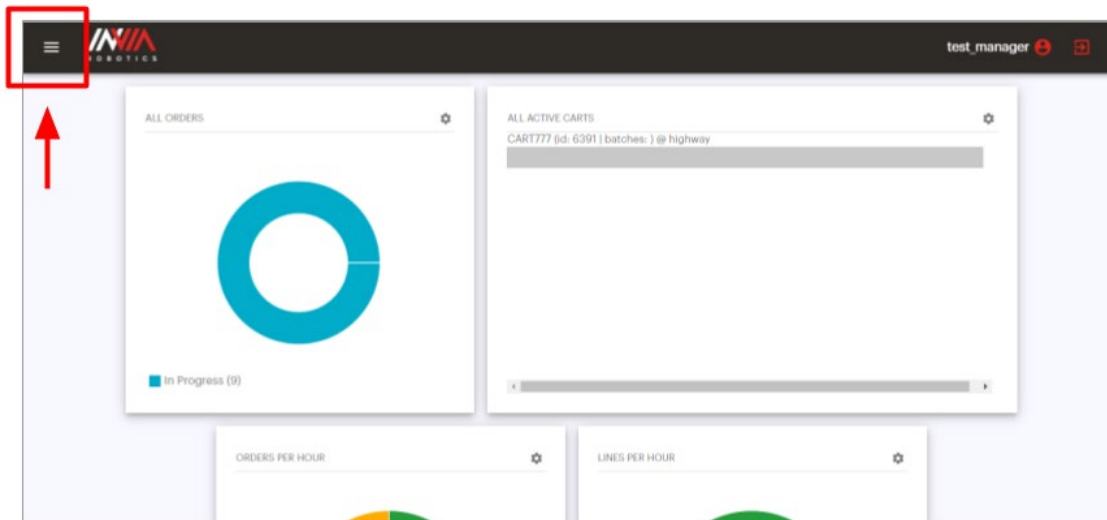 INVIA
ROBOTICS
test_manager
ALL ORDERS
In Progress (9)
ALL ACTIVE CARTS
CART777 (id: 6391 | batches: ) @ highway
ORDERS PER HOUR
LINES PER HOUR